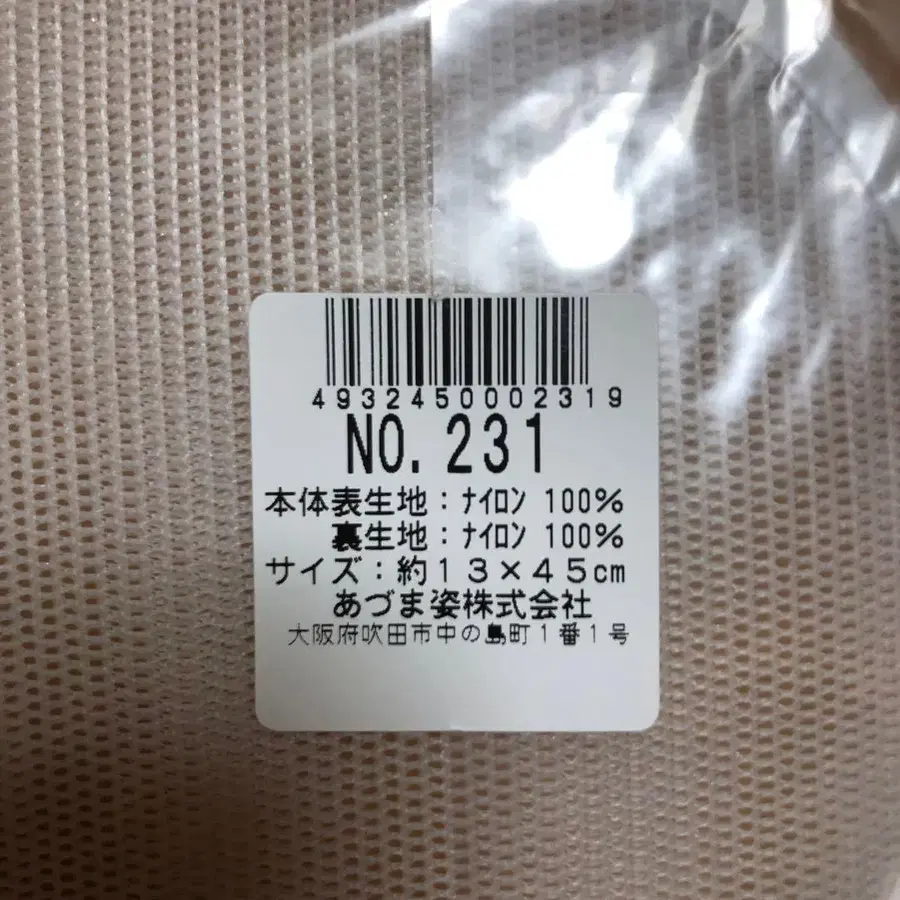 4932450002319
NO.231
本体表生地：ﾅｲﾛﾝ 100%
裏生地：ﾅｲﾛﾝ 100%
サイズ：約１３×４５cm
あづま姿株式会社
大阪府吹田市中の島町１番１号